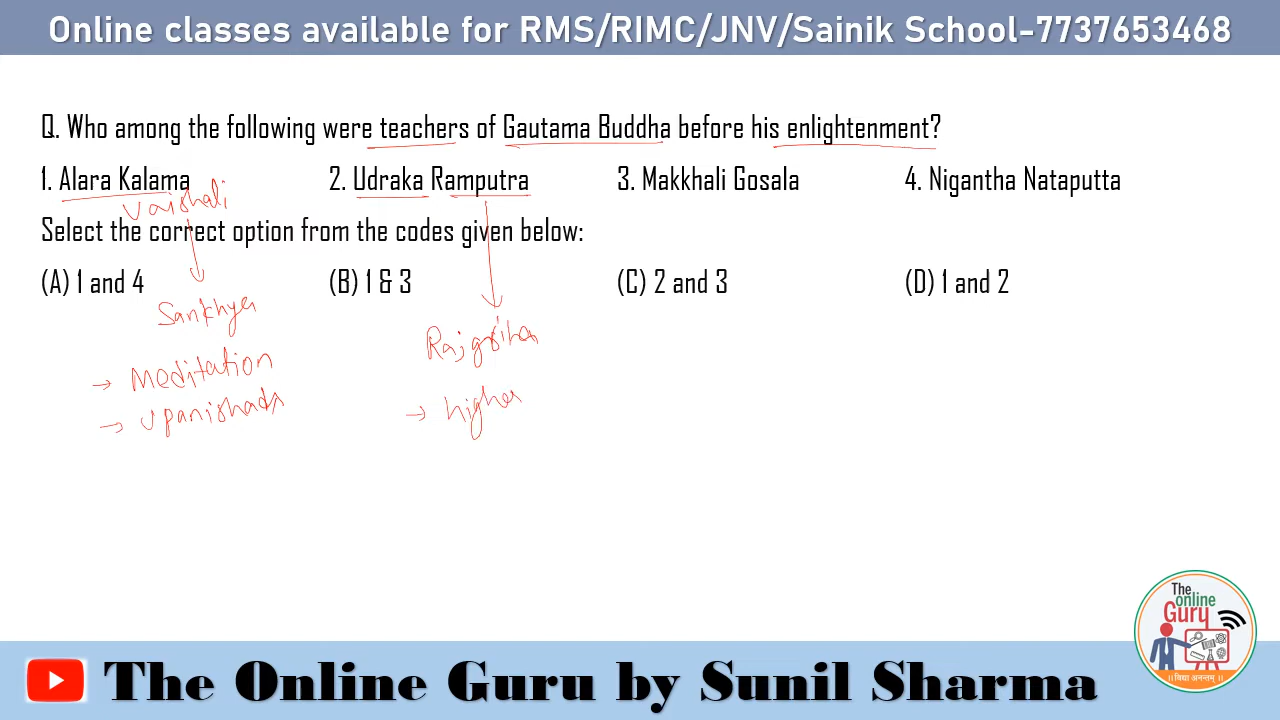 Online classes available for RMS/RIMC/JNV/Sainik School-7737653468
Q. Who among the following were teachers of Gautama Buddha before his enlightenment?
1. Alara Kalama 2. Udraka Ramputra 3. Makkhali Gosala 4. Nigantha Nataputta
Vaishali
Select the correct option from the codes given below:
(A) 1 and 4 (B) 1 & 3 (C) 2 and 3 (D) 1 and 2
Sankhya
Rajgriha
→ Meditation
→ Upanishads
→ higher
The
online
Guru
।। विद्या अनन्तम् ।।
The Online Guru by Sunil Sharma